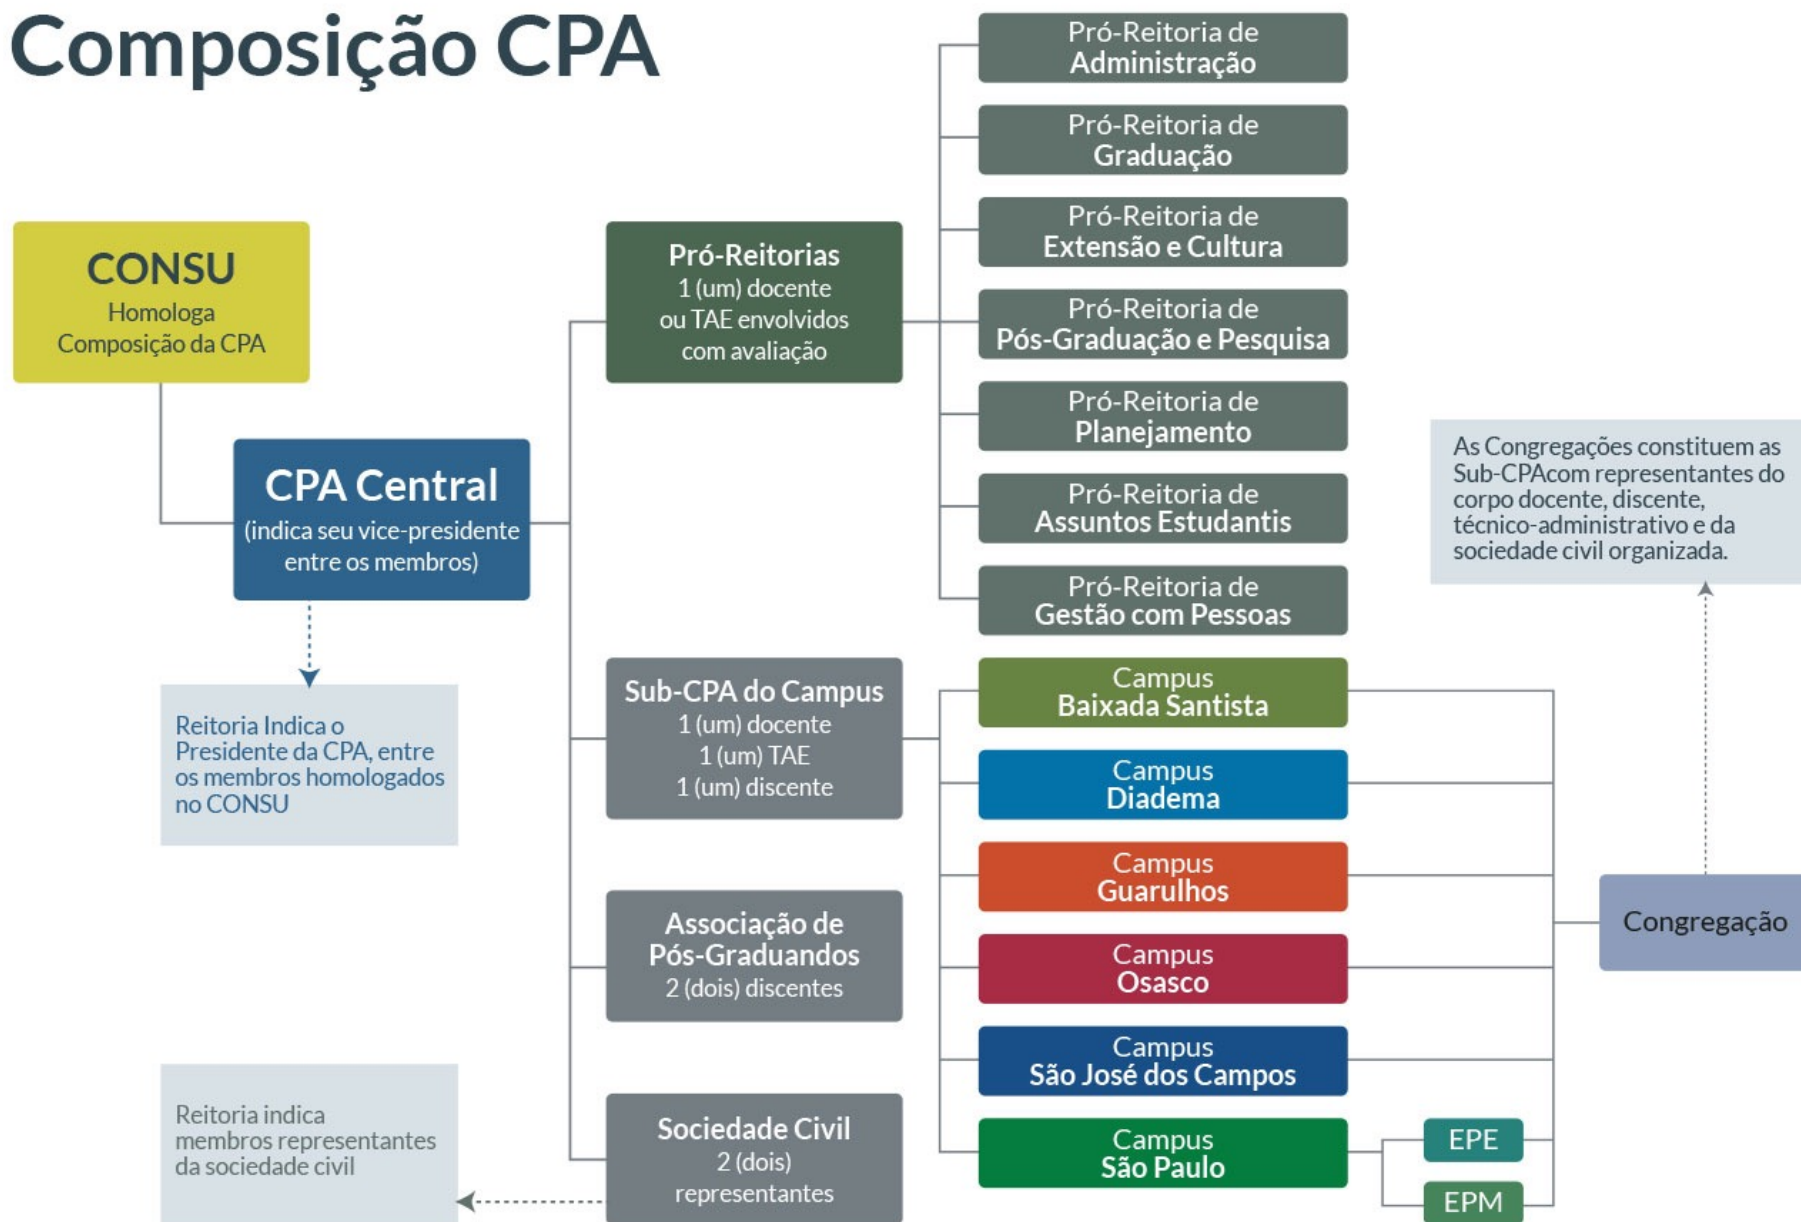 Composição CPA
CONSU
Homologa
Composição da CPA
CPA Central
(indica seu vice-presidente
entre os membros)
Reitoria Indica o
Presidente da CPA, entre
os membros homologados
no CONSU
Reitoria indica
membros representantes
da sociedade civil
Pró-Reitorias
1 (um) docente
ou TAE envolvidos
com avaliação
Sub-CPA do Campus
1 (um) docente
1 (um) TAE
1 (um) discente
Associação de
Pós-Graduandos
2 (dois) discentes
Sociedade Civil
2 (dois)
representantes
Pró-Reitoria de
Administração
Pró-Reitoria de
Graduação
Pró-Reitoria de
Extensão e Cultura
Pró-Reitoria de
Pós-Graduação e Pesquisa
Pró-Reitoria de
Planejamento
Pró-Reitoria de
Assuntos Estudantis
Pró-Reitoria de
Gestão com Pessoas
Campus
Baixada Santista
Campus
Diadema
Campus
Guarulhos
Campus
Osasco
Campus
São José dos Campos
Campus
São Paulo
EPE
EPM
As Congregações constituem as
Sub-CPAcom representantes do
corpo docente, discente,
técnico-administrativo e da
sociedade civil organizada.
Congregação